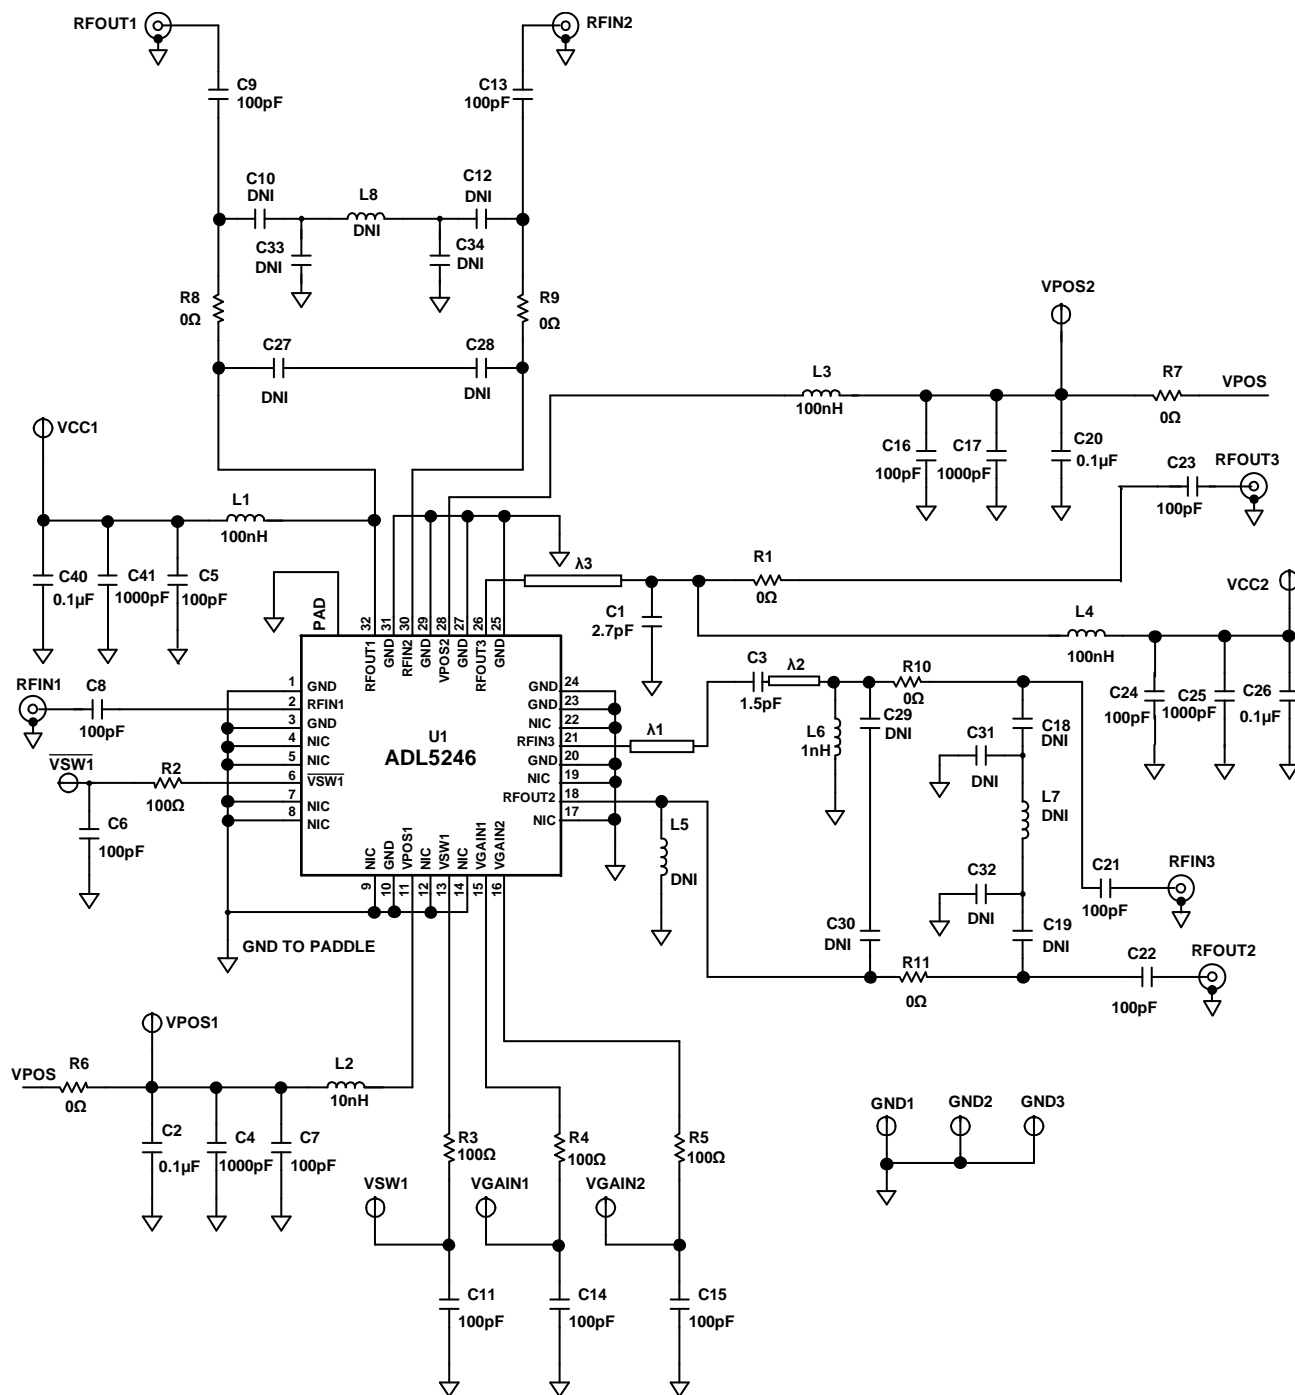 RFOUT1
RFIN2
C9
100pF
C13
100pF
C10
DNI
L8
DNI
C12
DNI
C33
DNI
C34
DNI
R8
0Ω
R9
0Ω
C27
DNI
C28
DNI
VPOS2
L3
100nH
R7
0Ω
VPOS
C16
100pF
C17
1000pF
C20
0.1µF
C23
100pF
RFOUT3
VCC1
L1
100nH
C40
0.1µF
C41
1000pF
C5
100pF
PAD
λ3
R1
0Ω
C1
2.7pF
VCC2
L4
100nH
C24
100pF
C25
1000pF
C26
0.1µF
32
31
30
29
28
27
26
25
RFOUT1
GND
RFIN2
GND
VPOS2
GND
RFOUT3
GND
RFIN1
C8
100pF
VSW1
R2
100Ω
C6
100pF
1 GND
2 RFIN1
3 GND
4 NIC
5 NIC
6 VSW1
7 NIC
8 NIC
U1
ADL5246
GND 24
GND 23
NIC 22
RFIN3 21
GND 20
NIC 19
RFOUT2 18
NIC 17
NIC
GND
VPOS1
NIC
VSW1
NIC
VGAIN1
VGAIN2
9
10
11
12
13
14
15
16
GND TO PADDLE
λ1
C3
1.5pF
λ2
L6
1nH
R10
0Ω
C29
DNI
C31
DNI
C18
DNI
L7
DNI
C32
DNI
C30
DNI
C19
DNI
R11
0Ω
L5
DNI
C21
100pF
RFIN3
C22
100pF
RFOUT2
VPOS1
VPOS
R6
0Ω
L2
10nH
C2
0.1µF
C4
1000pF
C7
100pF
R3
100Ω
R4
100Ω
R5
100Ω
VSW1
VGAIN1
VGAIN2
C11
100pF
C14
100pF
C15
100pF
GND1
GND2
GND3